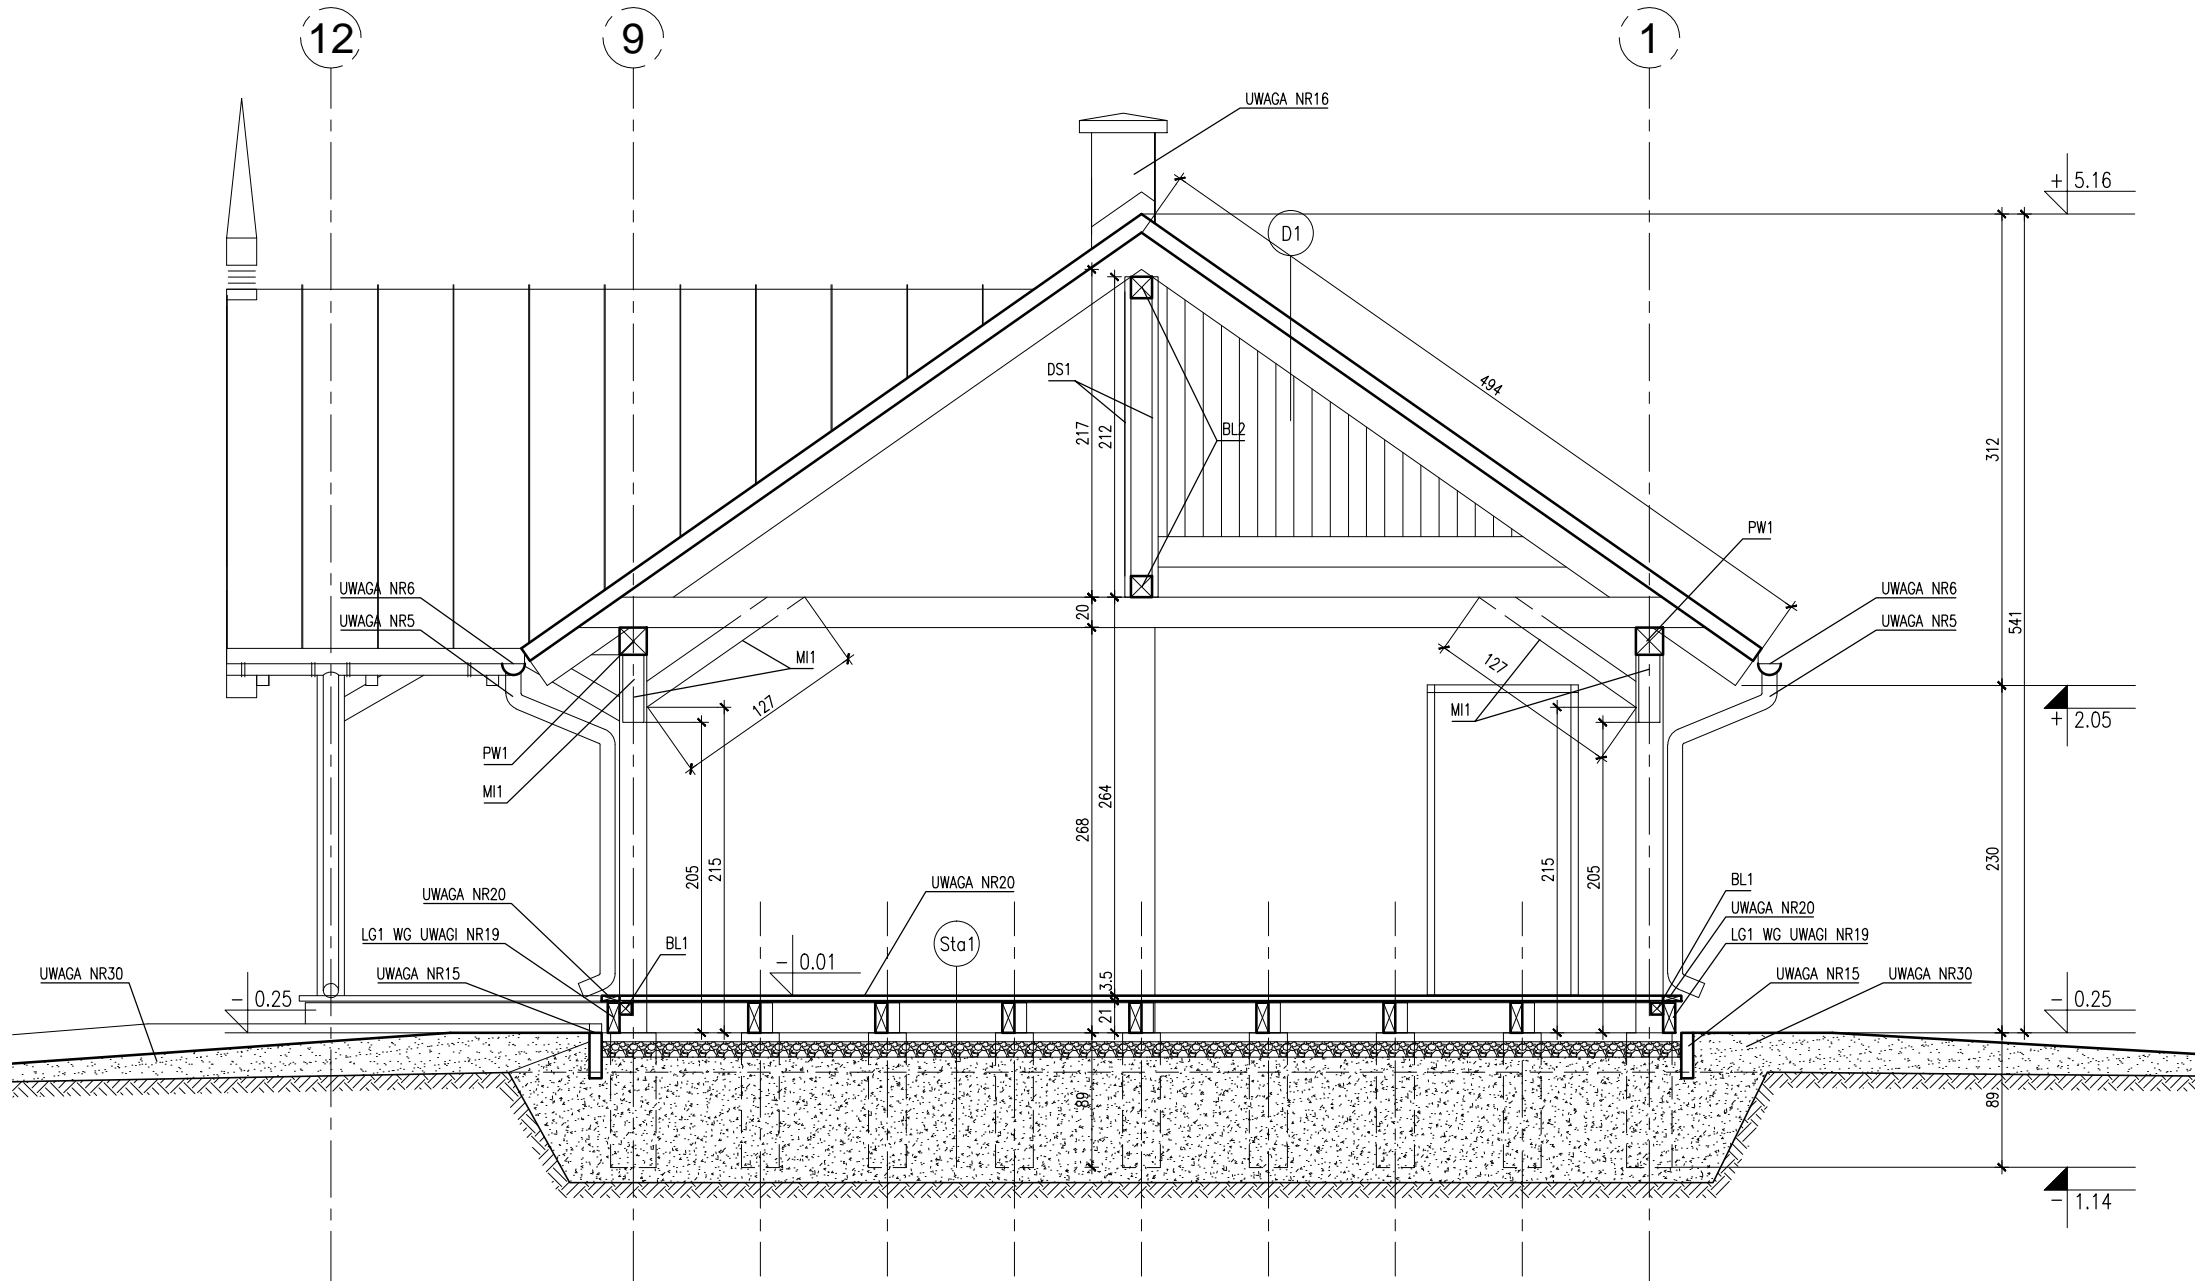 12
9
1
UWAGA NR16
+ 5.16
D1
494
DS1
217
212
BL2
312
PW1
541
UWAGA NR6
UWAGA NR5
20
UWAGA NR6
UWAGA NR5
MI1
127
127
MI1
+ 2.05
PW1
MI1
264
268
230
205
215
215
205
UWAGA NR20
UWAGA NR20
BL1
UWAGA NR20
LG1 WG UWAGI NR19
BL1
Sta1
LG1 WG UWAGI NR19
UWAGA NR30
UWAGA NR15
- 0.01
3.5
UWAGA NR15
UWAGA NR30
- 0.25
21
- 0.25
89
89
- 1.14